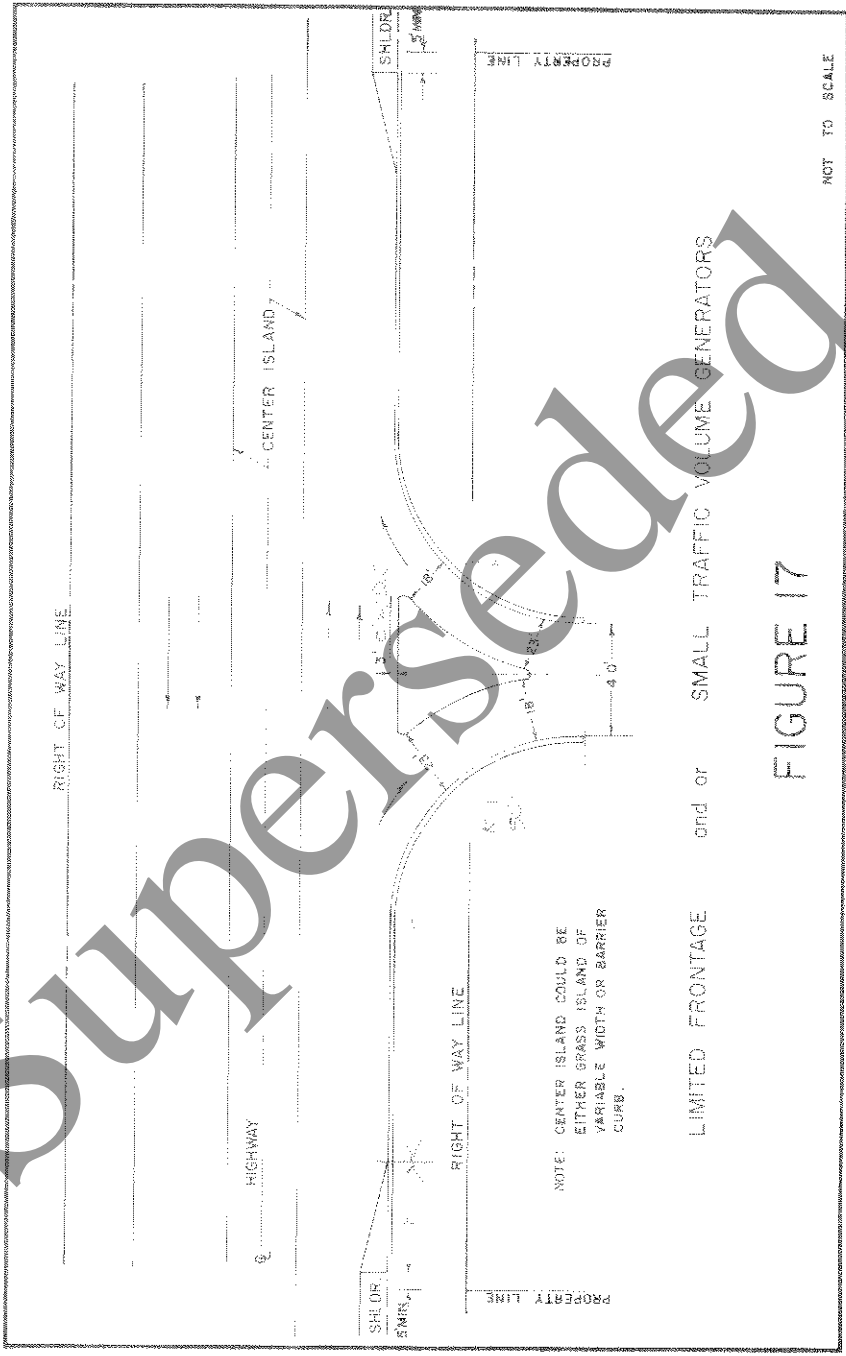 RIGHT OF WAY LINE
CENTER ISLAND
HIGHWAY
SHLDR.
5'MIN.
SHLDR.
5'MIN.
3'
18'
18'
40'
RIGHT OF WAY LINE
PROPERTY LINE
PROPERTY LINE
NOTE: CENTER ISLAND COULD BE
EITHER GRASS ISLAND OF
VARIABLE WIDTH OR BARRIER
CURB.
LIMITED FRONTAGE and or SMALL TRAFFIC VOLUME GENERATORS
FIGURE 17
NOT TO SCALE
Superseded